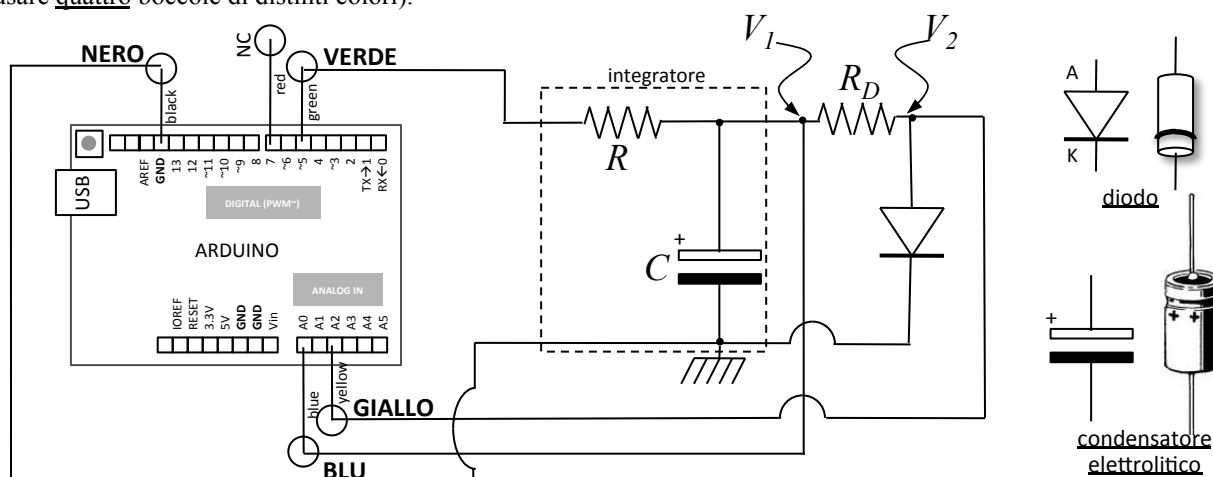 usare quattro boccole di distinti colori).
NERO
NC
VERDE
black
red
green
integratore
V1
V2
RD
R
C
+
A
K
diodo
AREF
GND
13
12
~11
~10
~9
8
7
~6
~5
4
~3
2
TX→1
RX←0
USB
DIGITAL (PWM~)
ARDUINO
ANALOG IN
IOREF
RESET
3.3V
5V
GND
GND
Vin
A0
A1
A2
A3
A4
A5
blue
yellow
GIALLO
BLU
+
+ +
condensatore
elettrolitico